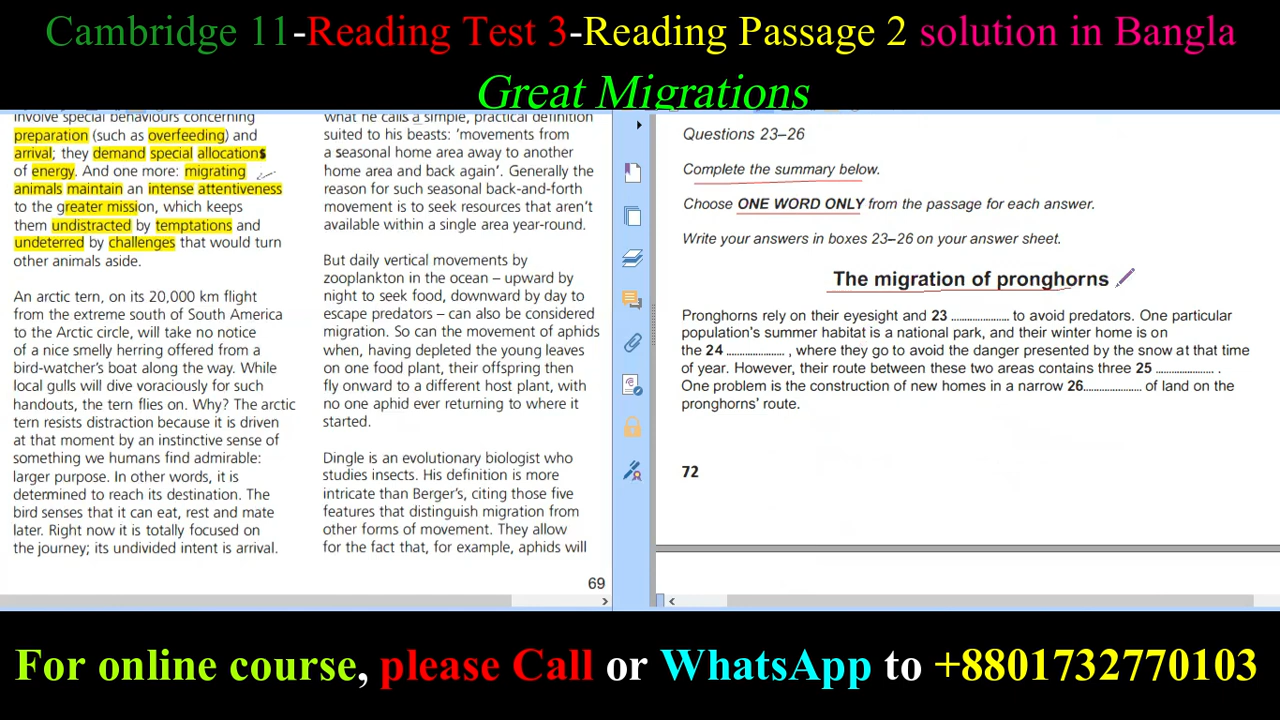 Cambridge 11-Reading Test 3-Reading Passage 2 solution in Bangla
Great Migrations
involve special behaviours concerning
preparation (such as overfeeding) and
arrival; they demand special allocations
of energy. And one more: migrating
animals maintain an intense attentiveness
to the greater mission, which keeps
them undistracted by temptations and
undeterred by challenges that would turn
other animals aside.
An arctic tern, on its 20,000 km flight
from the extreme south of South America
to the Arctic circle, will take no notice
of a nice smelly herring offered from a
bird-watcher's boat along the way. While
local gulls will dive voraciously for such
handouts, the tern flies on. Why? The arctic
tern resists distraction because it is driven
at that moment by an instinctive sense of
something we humans find admirable:
larger purpose. In other words, it is
determined to reach its destination. The
bird senses that it can eat, rest and mate
later. Right now it is totally focused on
the journey; its undivided intent is arrival.
what he calls a simple, practical definition
suited to his beasts: 'movements from
a seasonal home area away to another
home area and back again'. Generally the
reason for such seasonal back-and-forth
movement is to seek resources that aren't
available within a single area year-round.
But daily vertical movements by
zooplankton in the ocean – upward by
night to seek food, downward by day to
escape predators – can also be considered
migration. So can the movement of aphids
when, having depleted the young leaves
on one food plant, their offspring then
fly onward to a different host plant, with
no one aphid ever returning to where it
started.
Dingle is an evolutionary biologist who
studies insects. His definition is more
intricate than Berger's, citing those five
features that distinguish migration from
other forms of movement. They allow
for the fact that, for example, aphids will
69
Questions 23–26
Complete the summary below.
Choose ONE WORD ONLY from the passage for each answer.
Write your answers in boxes 23–26 on your answer sheet.
The migration of pronghorns
Pronghorns rely on their eyesight and 23 ..................... to avoid predators. One particular
population's summer habitat is a national park, and their winter home is on
the 24 ..................... , where they go to avoid the danger presented by the snow at that time
of year. However, their route between these two areas contains three 25 ..................... .
One problem is the construction of new homes in a narrow 26..................... of land on the
pronghorns' route.
72
For online course, please Call or WhatsApp to +8801732770103